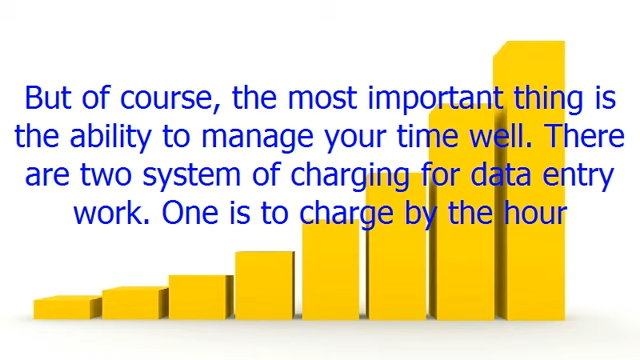 But of course, the most important thing is
the ability to manage your time well. There
are two system of charging for data entry
work. One is to charge by the hour